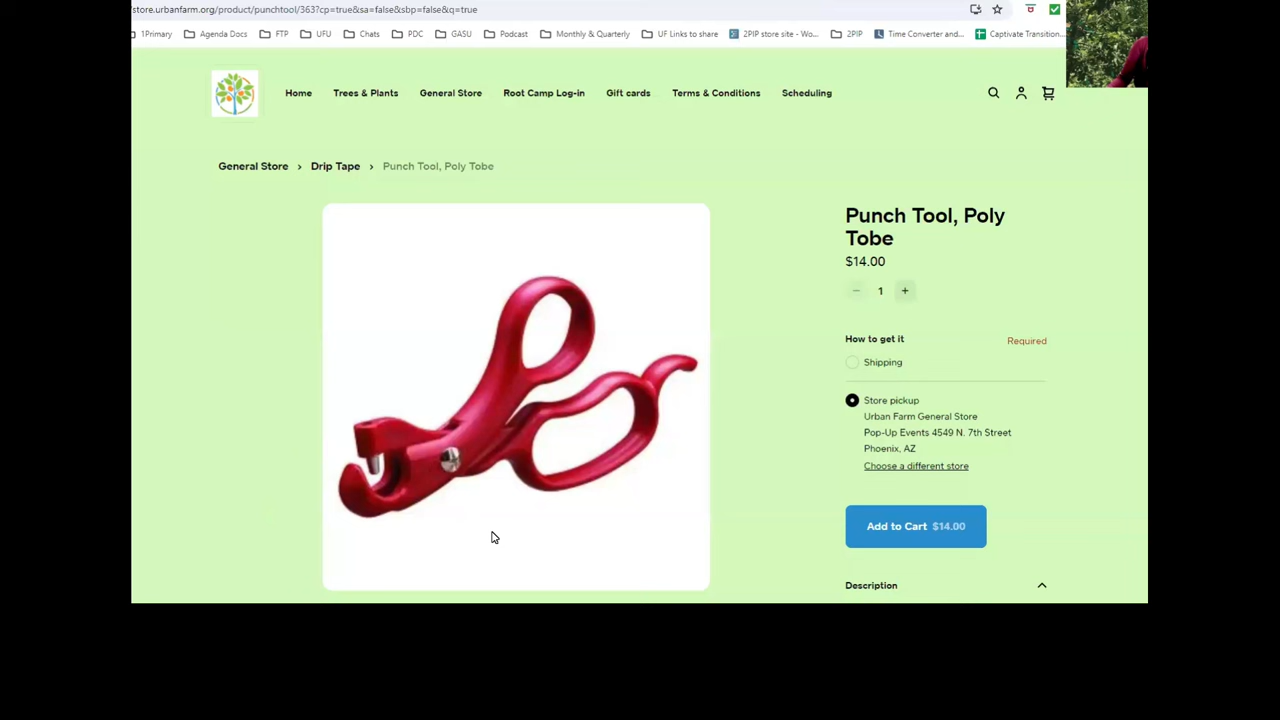 /store.urbanfarm.org/product/punchtool/363?cp=true&sa=false&sbp=false&q=true
1Primary Agenda Docs FTP UFU Chats PDC GASU Podcast Monthly & Quarterly UF Links to share 2PIP store site - Wo... 2PIP Time Converter and... Captivate Transition...
Home Trees & Plants General Store Root Camp Log-in Gift cards Terms & Conditions Scheduling
General Store › Drip Tape › Punch Tool, Poly Tobe
Punch Tool, Poly
Tobe
$14.00
− 1 +
How to get it Required
Shipping
Store pickup
Urban Farm General Store
Pop-Up Events 4549 N. 7th Street
Phoenix, AZ
Choose a different store
Add to Cart $14.00
Description